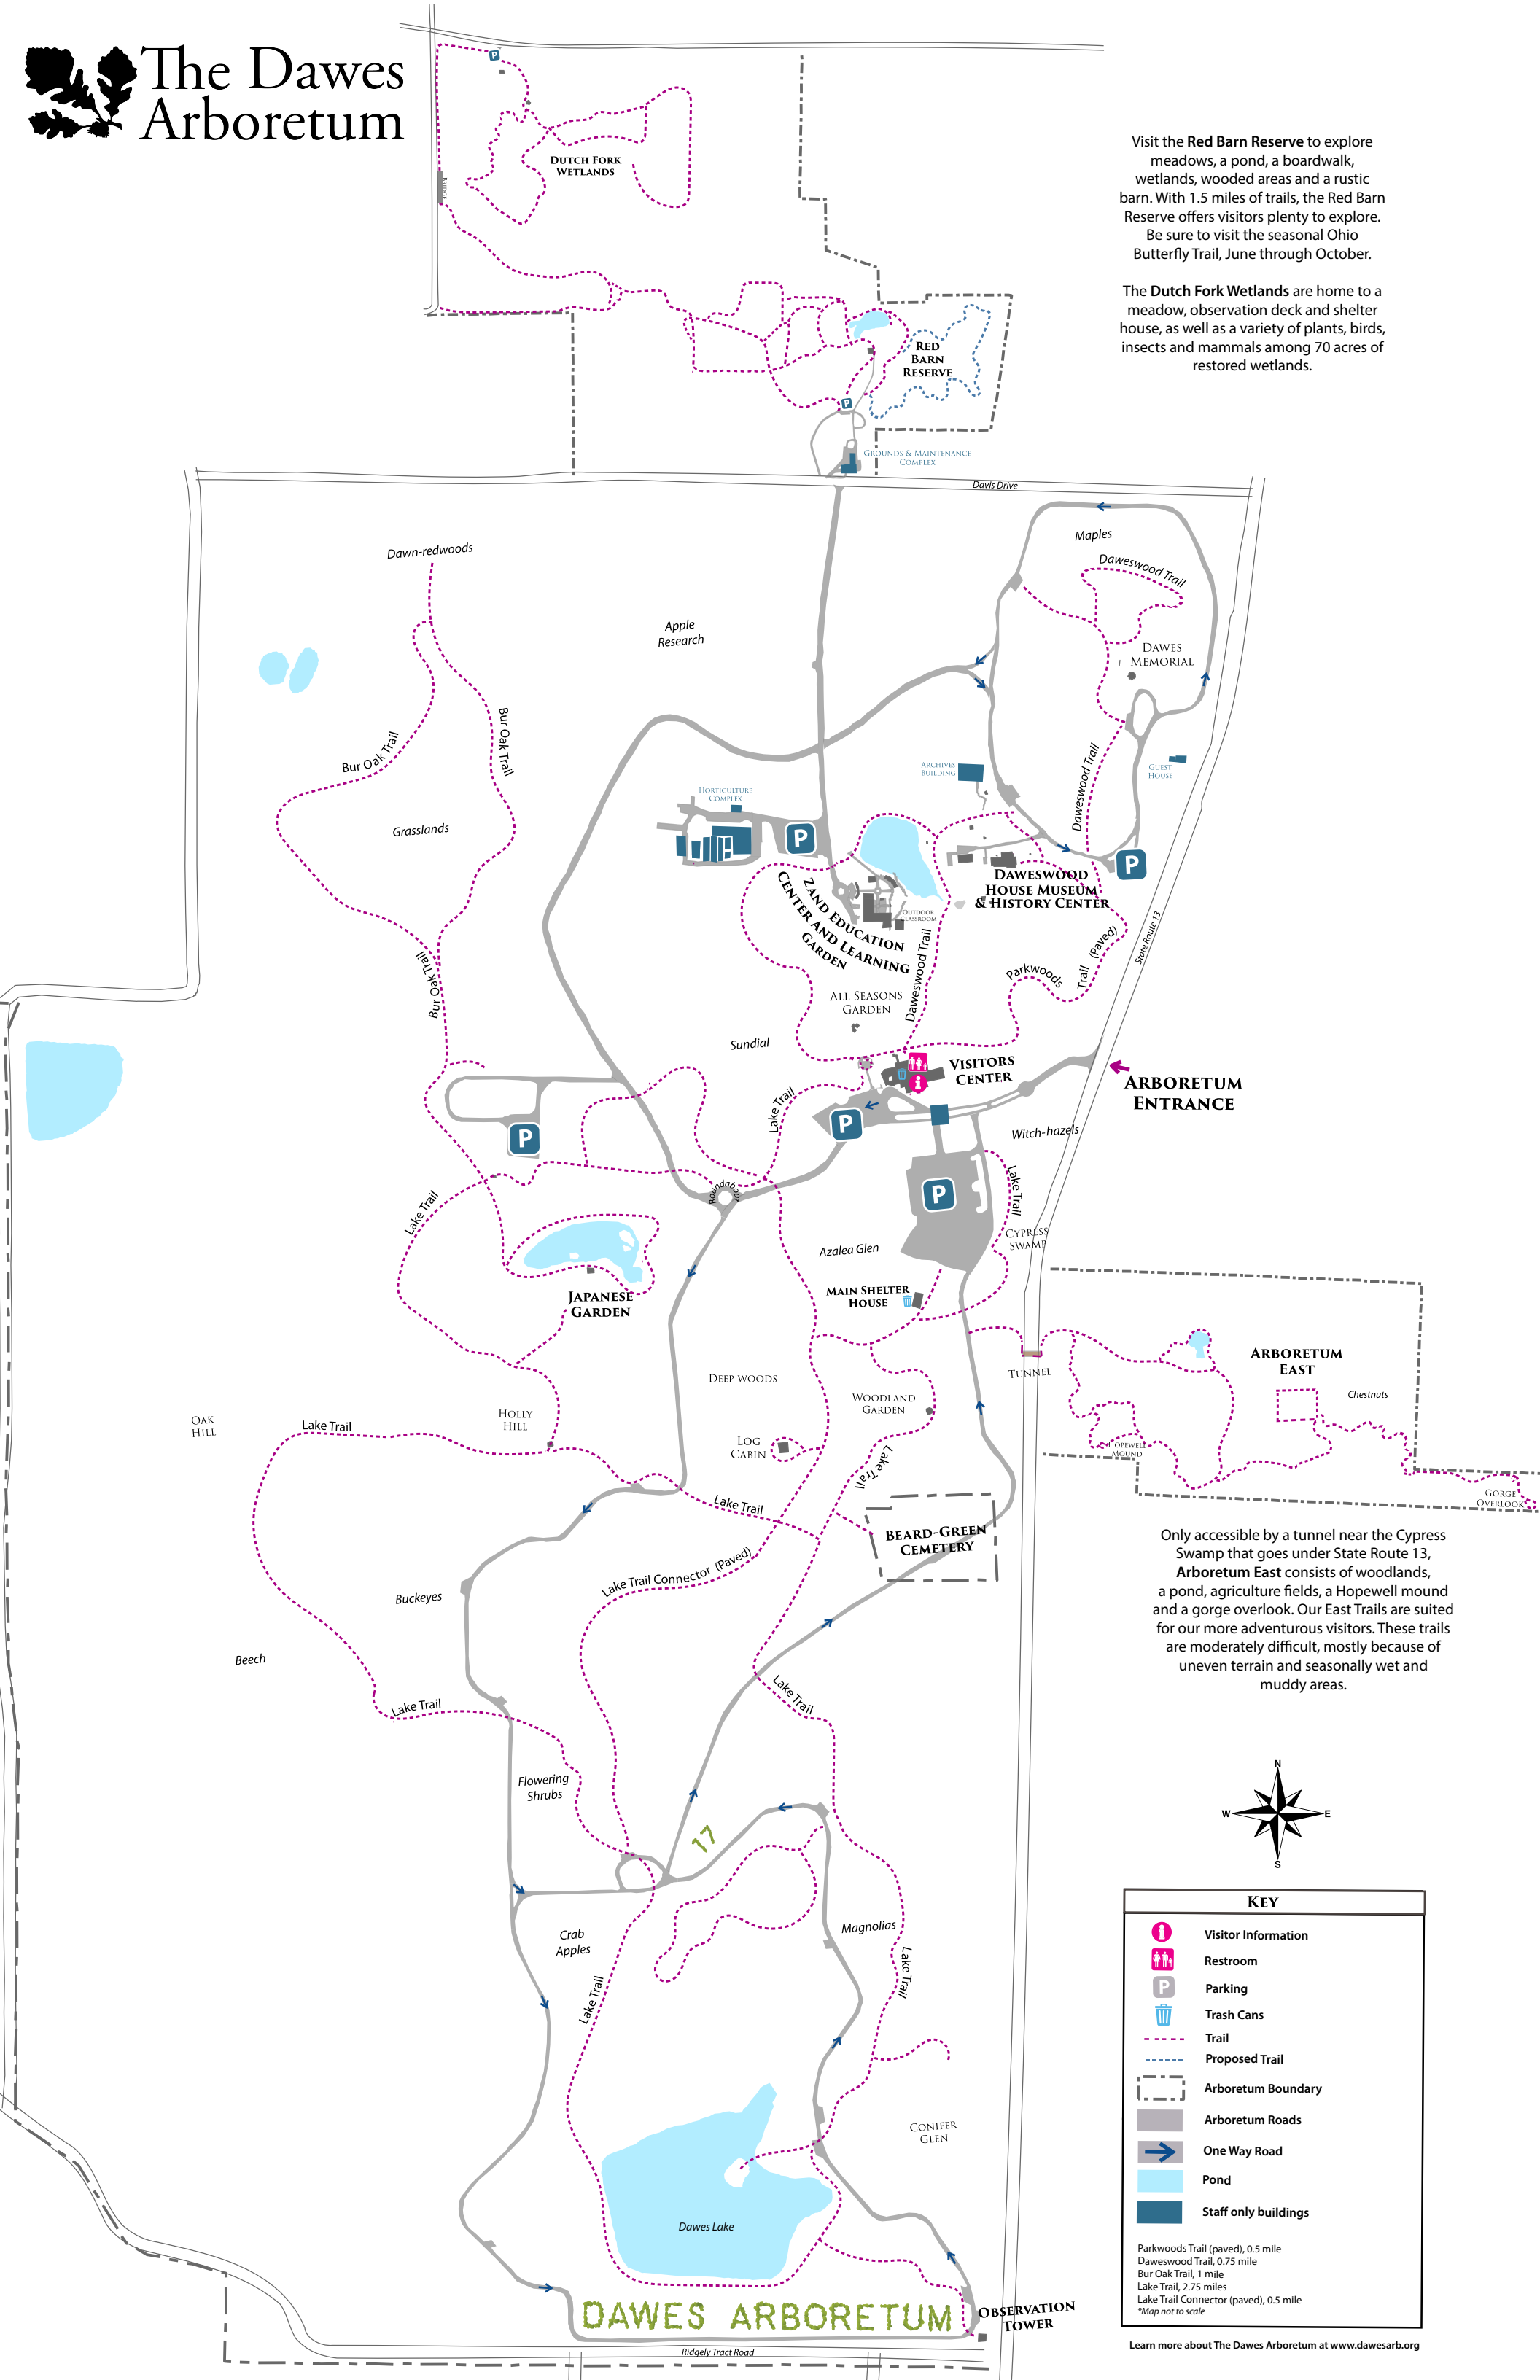 The Dawes
Arboretum
P
DUTCH FORK
WETLANDS
BRIDGE
Visit the Red Barn Reserve to explore
meadows, a pond, a boardwalk,
wetlands, wooded areas and a rustic
barn. With 1.5 miles of trails, the Red Barn
Reserve offers visitors plenty to explore.
Be sure to visit the seasonal Ohio
Butterfly Trail, June through October.
The Dutch Fork Wetlands are home to a
meadow, observation deck and shelter
house, as well as a variety of plants, birds,
insects and mammals among 70 acres of
restored wetlands.
RED
BARN
RESERVE
P
GROUNDS & MAINTENANCE
COMPLEX
Davis Drive
Dawn-redwoods
Maples
Daweswood Trail
Apple
Research
DAWES
MEMORIAL
Bur Oak Trail
Bur Oak Trail
Grasslands
ARCHIVES
BUILDING
GUEST
HOUSE
Daweswood Trail
HORTICULTURE
COMPLEX
P
P
DAWESWOOD
HOUSE MUSEUM
& HISTORY CENTER
ZAND EDUCATION
CENTER AND LEARNING
GARDEN
OUTDOOR
CLASSROOM
Daweswood Trail
Parkwoods
Trail (Paved)
State Route 13
Bur Oak Trail
ALL SEASONS
GARDEN
Sundial
VISITORS
CENTER
ARBORETUM
ENTRANCE
Lake Trail
P
P
Witch-hazels
P
Lake Trail
Roundabout
Lake Trail
CYPRESS
SWAMP
Azalea Glen
JAPANESE
GARDEN
MAIN SHELTER
HOUSE
TUNNEL
ARBORETUM
EAST
Chestnuts
DEEP WOODS
WOODLAND
GARDEN
OAK
HILL
Lake Trail
HOLLY
HILL
LOG
CABIN
HOPEWELL
MOUND
GORGE
OVERLOOK
Lake Trail
Lake Trail
BEARD-GREEN
CEMETERY
Lake Trail Connector (Paved)
Only accessible by a tunnel near the Cypress
Swamp that goes under State Route 13,
Arboretum East consists of woodlands,
a pond, agriculture fields, a Hopewell mound
and a gorge overlook. Our East Trails are suited
for our more adventurous visitors. These trails
are moderately difficult, mostly because of
uneven terrain and seasonally wet and
muddy areas.
Buckeyes
Beech
Lake Trail
Lake Trail
Flowering
Shrubs
17
N
W
E
S
Crab
Apples
Magnolias
Lake Trail
Lake Trail
CONIFER
GLEN
Dawes Lake
DAWES ARBORETUM
OBSERVATION
TOWER
Ridgely Tract Road
KEY
Visitor Information
Restroom
P Parking
Trash Cans
Trail
Proposed Trail
Arboretum Boundary
Arboretum Roads
One Way Road
Pond
Staff only buildings
Parkwoods Trail (paved), 0.5 mile
Daweswood Trail, 0.75 mile
Bur Oak Trail, 1 mile
Lake Trail, 2.75 miles
Lake Trail Connector (paved), 0.5 mile
*Map not to scale
Learn more about The Dawes Arboretum at www.dawesarb.org